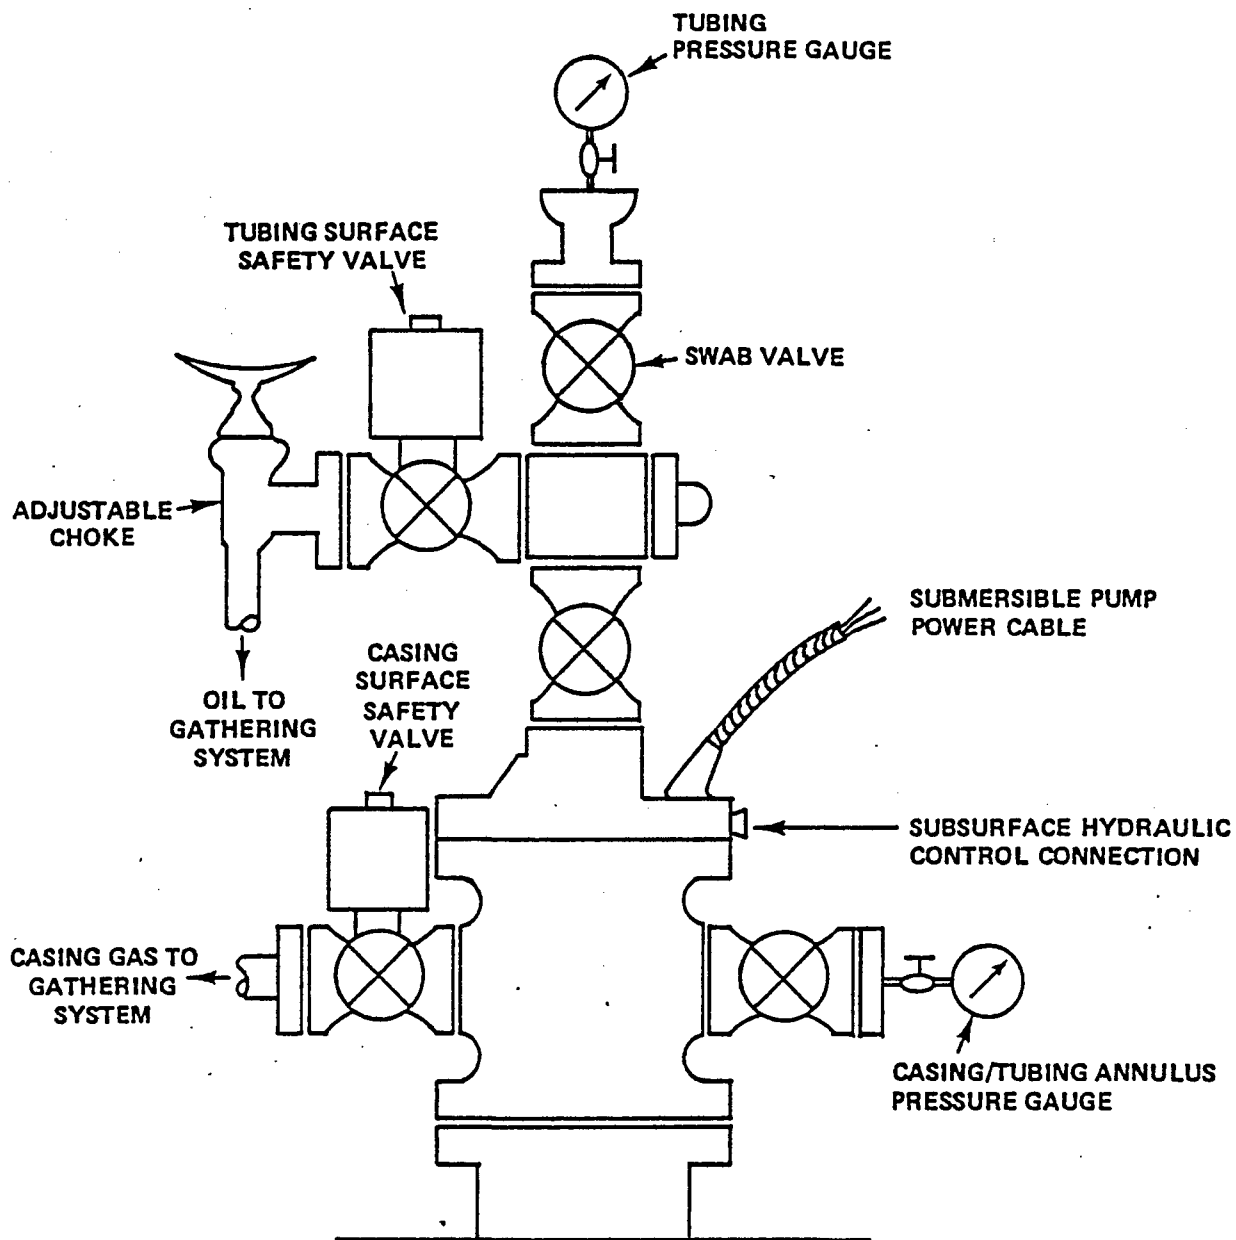 TUBING
PRESSURE GAUGE
TUBING SURFACE
SAFETY VALVE
SWAB VALVE
ADJUSTABLE
CHOKE
SUBMERSIBLE PUMP
POWER CABLE
CASING
SURFACE
SAFETY
VALVE
OIL TO
GATHERING
SYSTEM
SUBSURFACE HYDRAULIC
CONTROL CONNECTION
CASING GAS TO
GATHERING
SYSTEM
CASING/TUBING ANNULUS
PRESSURE GAUGE